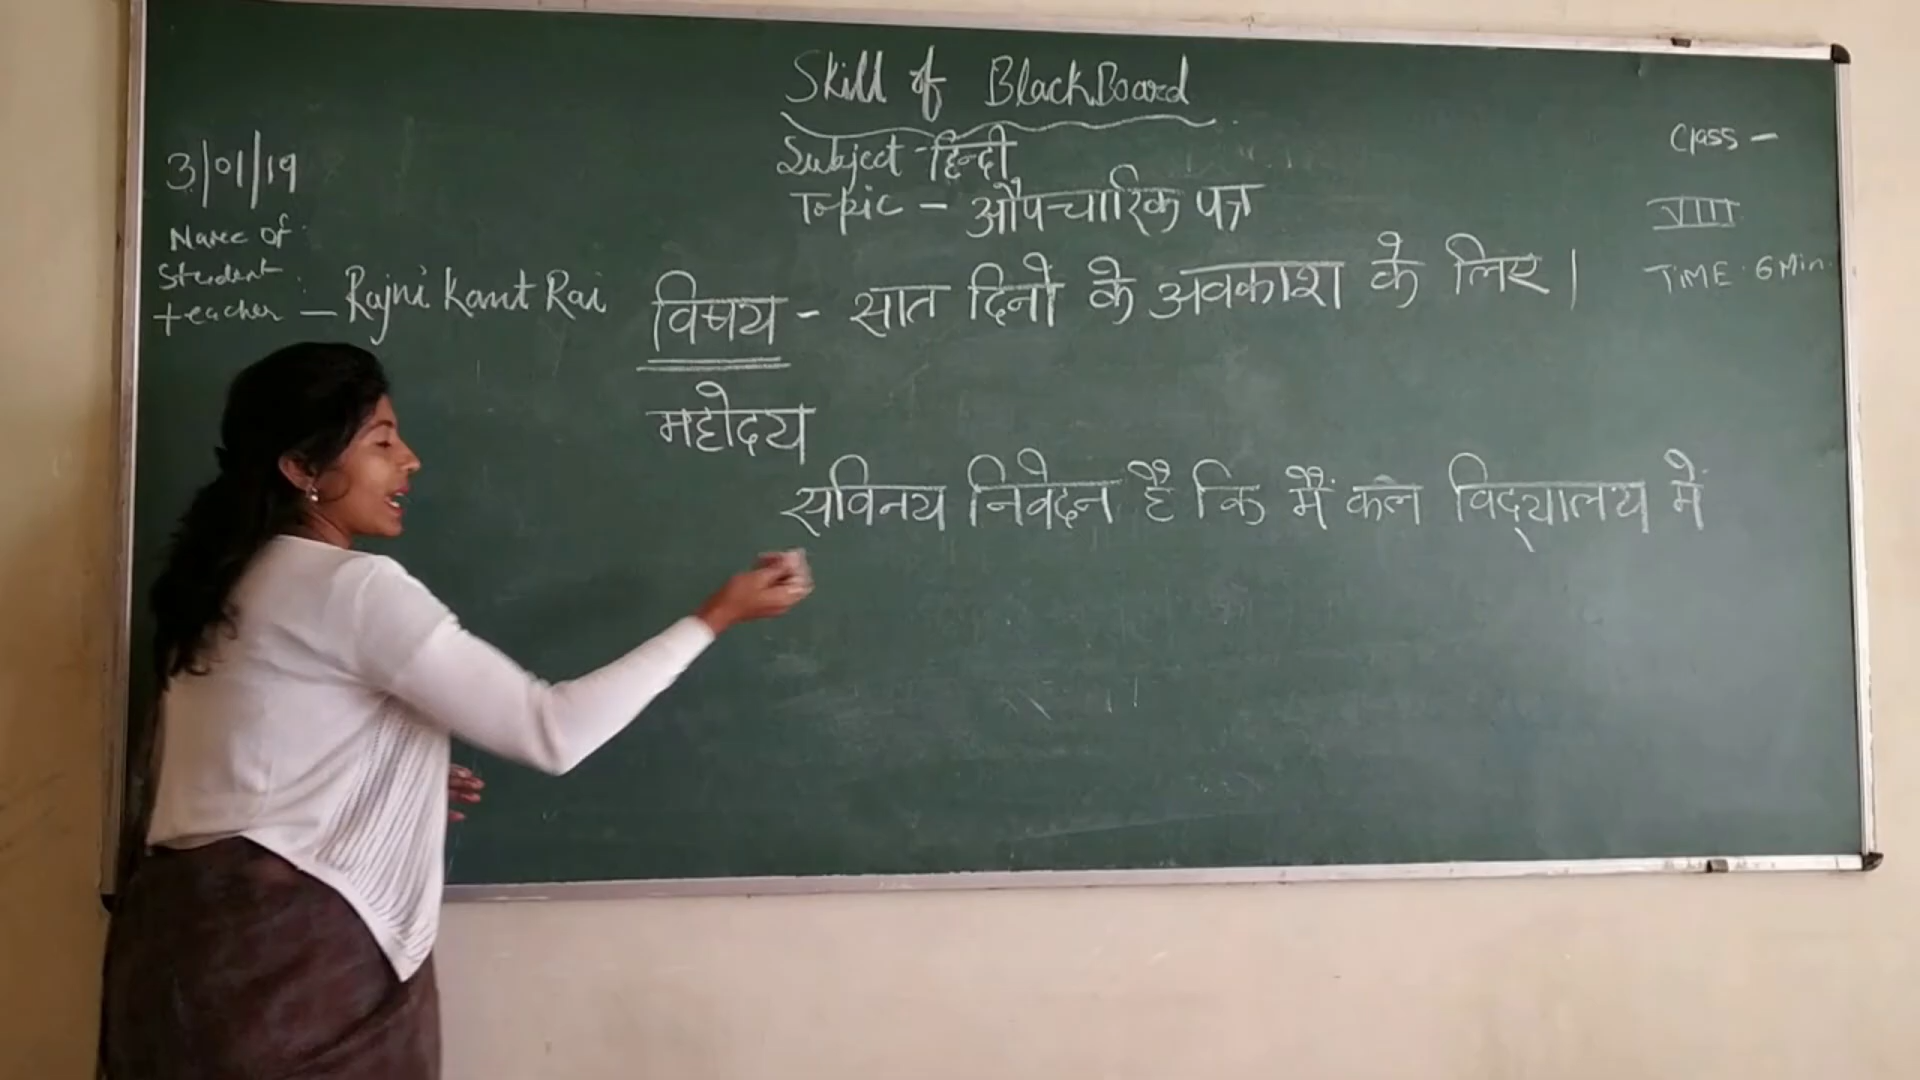 Skill of BlackBoard
Subject - हिन्दी
Topic - औपचारिक पत्र
3/01/19
Name of
Student
teacher - Rajni Kant Rai
Class -
VIII
TIME 6 Min.
विषय - सात दिनों के अवकाश के लिए।
महोदय
सविनय निवेदन है कि मैं कल विद्यालय में